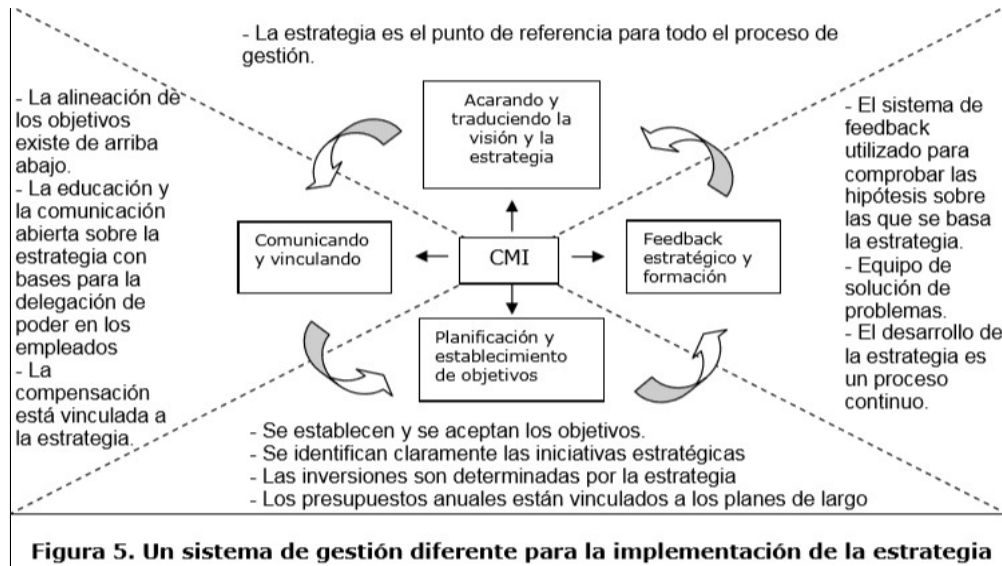 - La estrategia es el punto de referencia para todo el proceso de
gestión.
Acarando y
traduciendo la
visión y la
estrategia
- La alineación de
los objetivos
existe de arriba
abajo.
- La educación y
la comunicación
abierta sobre la
estrategia con
bases para la
delegación de
poder en los
empleados
- La
compensación
está vinculada a
la estrategia.
Comunicando
y vinculando
CMI
Feedback
estratégico y
formación
- El sistema de
feedback
utilizado para
comprobar las
hipótesis sobre
las que se basa
la estrategia.
- Equipo de
solución de
problemas.
- El desarrollo de
la estrategia es
un proceso
continuo.
Planificación y
establecimiento
de objetivos
- Se establecen y se aceptan los objetivos.
- Se identifican claramente las iniciativas estratégicas
- Las inversiones son determinadas por la estrategia
- Los presupuestos anuales están vinculados a los planes de largo
Figura 5. Un sistema de gestión diferente para la implementación de la estrategia